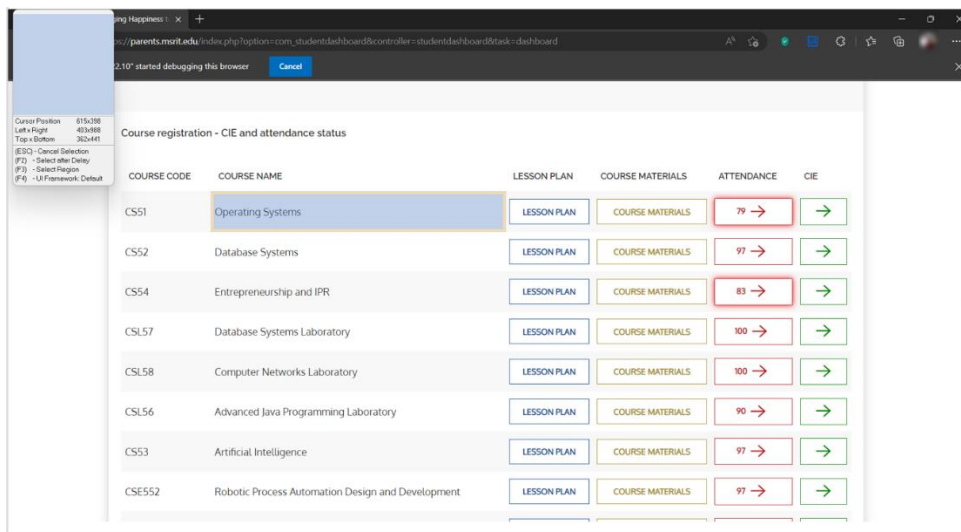 ging Happiness t
ps://parents.msrit.edu/index.php?option=com_studentdashboard&controller=studentdashboard&task=dashboard
22.10" started debugging this browser Cancel
Cursor Position 615x398
Left x Right 403x988
Top x Bottom 362x441
(ESC) - Cancel Selection
(F2) - Select after Delay
(F3) - Select Region
(F4) - UI Framework: Default
Course registration - CIE and attendance status
COURSE CODE COURSE NAME LESSON PLAN COURSE MATERIALS ATTENDANCE CIE
CS51 Operating Systems LESSON PLAN COURSE MATERIALS 79 →  →
CS52 Database Systems LESSON PLAN COURSE MATERIALS 97 → →
CS54 Entrepreneurship and IPR LESSON PLAN COURSE MATERIALS 83 → →
CSL57 Database Systems Laboratory LESSON PLAN COURSE MATERIALS 100 → →
CSL58 Computer Networks Laboratory LESSON PLAN COURSE MATERIALS 100 → →
CSL56 Advanced Java Programming Laboratory LESSON PLAN COURSE MATERIALS 90 → →
CS53 Artificial Intelligence LESSON PLAN COURSE MATERIALS 97 → →
CSE552 Robotic Process Automation Design and Development LESSON PLAN COURSE MATERIALS 97 → →